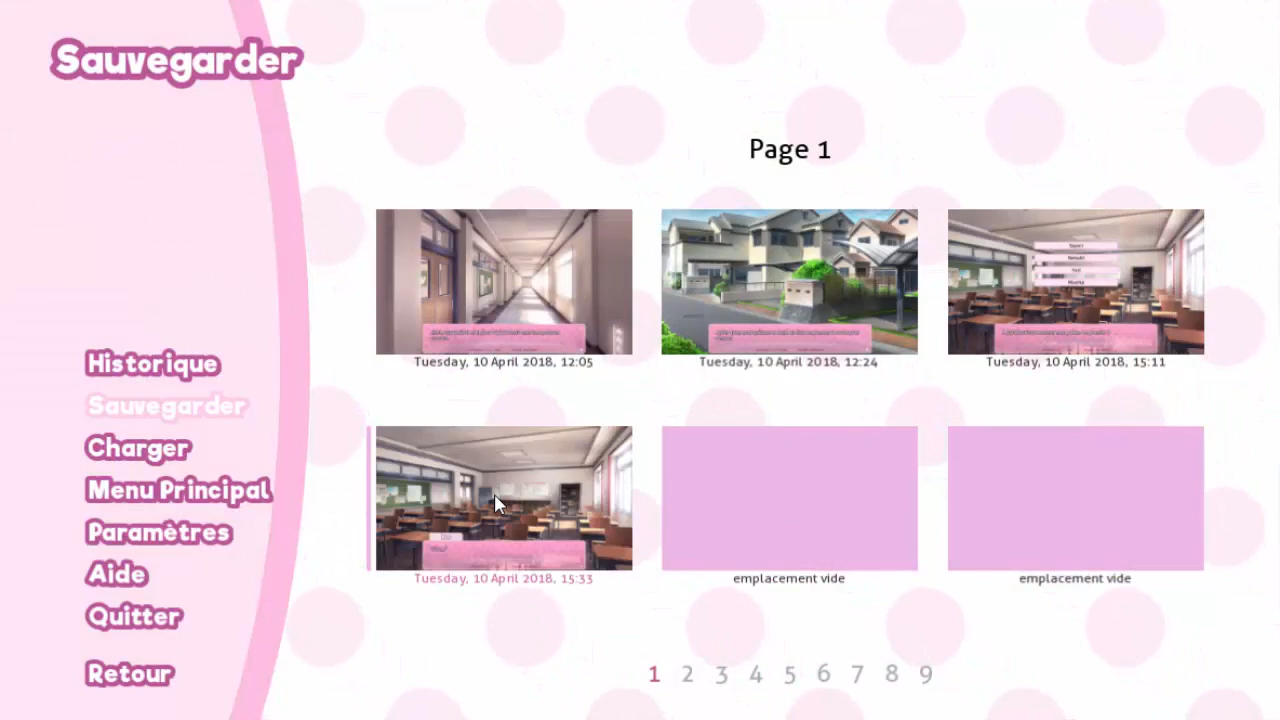 Sauvegarder
Page 1
Tuesday, 10 April 2018, 12:05
Tuesday, 10 April 2018, 12:24
Tuesday, 10 April 2018, 15:11
Historique
Sauvegarder
Charger
Menu Principal
Paramètres
Aide
Quitter
Retour
Tuesday, 10 April 2018, 15:33
emplacement vide
emplacement vide
1 2 3 4 5 6 7 8 9